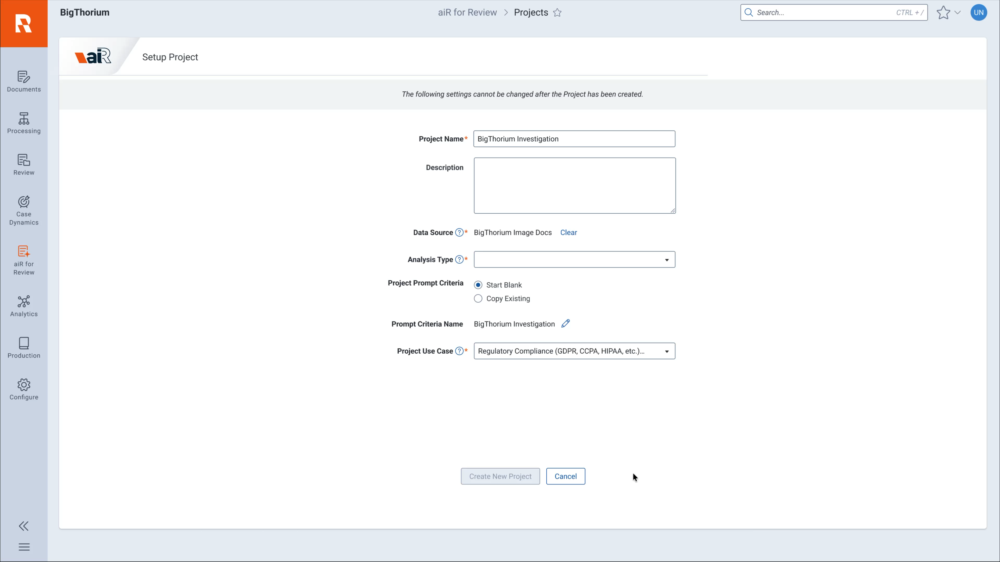 BigThorium
aiR for Review > Projects
Search... CTRL + /
UN
Documents
Processing
Review
Case
Dynamics
aiR for
Review
Analytics
Production
Configure
aiR
Setup Project
The following settings cannot be changed after the Project has been created.
Project Name* BigThorium Investigation
Description
Data Source ?* BigThorium Image Docs Clear
Analysis Type ?*
Project Prompt Criteria Start Blank
Copy Existing
Prompt Criteria Name BigThorium Investigation
Project Use Case ?* Regulatory Compliance (GDPR, CCPA, HIPAA, etc.)...
Create New Project Cancel